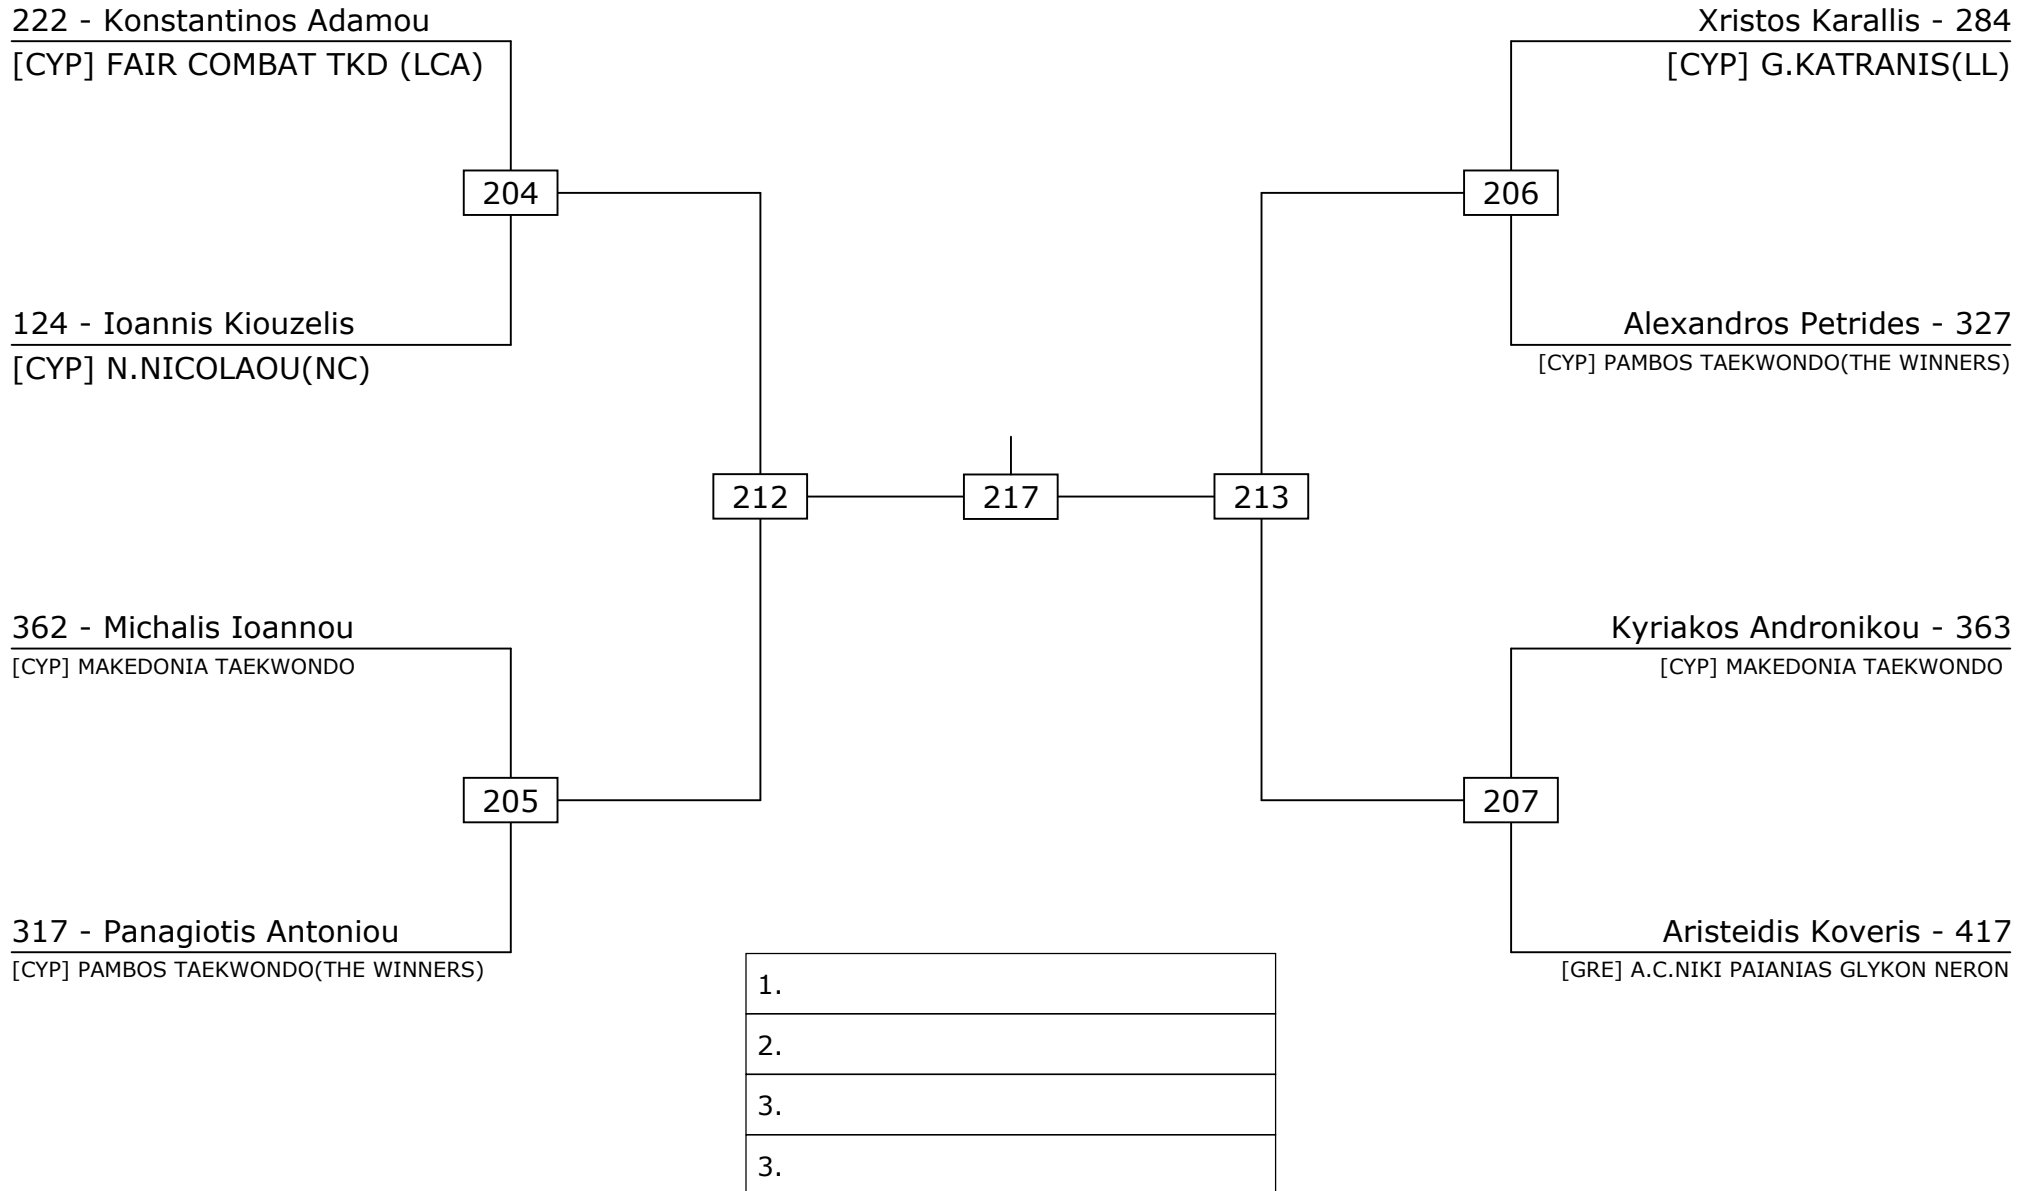 222 - Konstantinos Adamou
[CYP] FAIR COMBAT TKD (LCA)
204
124 - Ioannis Kiouzelis
[CYP] N.NICOLAOU(NC)
212
362 - Michalis Ioannou
[CYP] MAKEDONIA TAEKWONDO
205
317 - Panagiotis Antoniou
[CYP] PAMBOS TAEKWONDO(THE WINNERS)
217
Xristos Karallis - 284
[CYP] G.KATRANIS(LL)
206
Alexandros Petrides - 327
[CYP] PAMBOS TAEKWONDO(THE WINNERS)
213
Kyriakos Andronikou - 363
[CYP] MAKEDONIA TAEKWONDO
207
Aristeidis Koveris - 417
[GRE] A.C.NIKI PAIANIAS GLYKON NERON
1.
2.
3.
3.